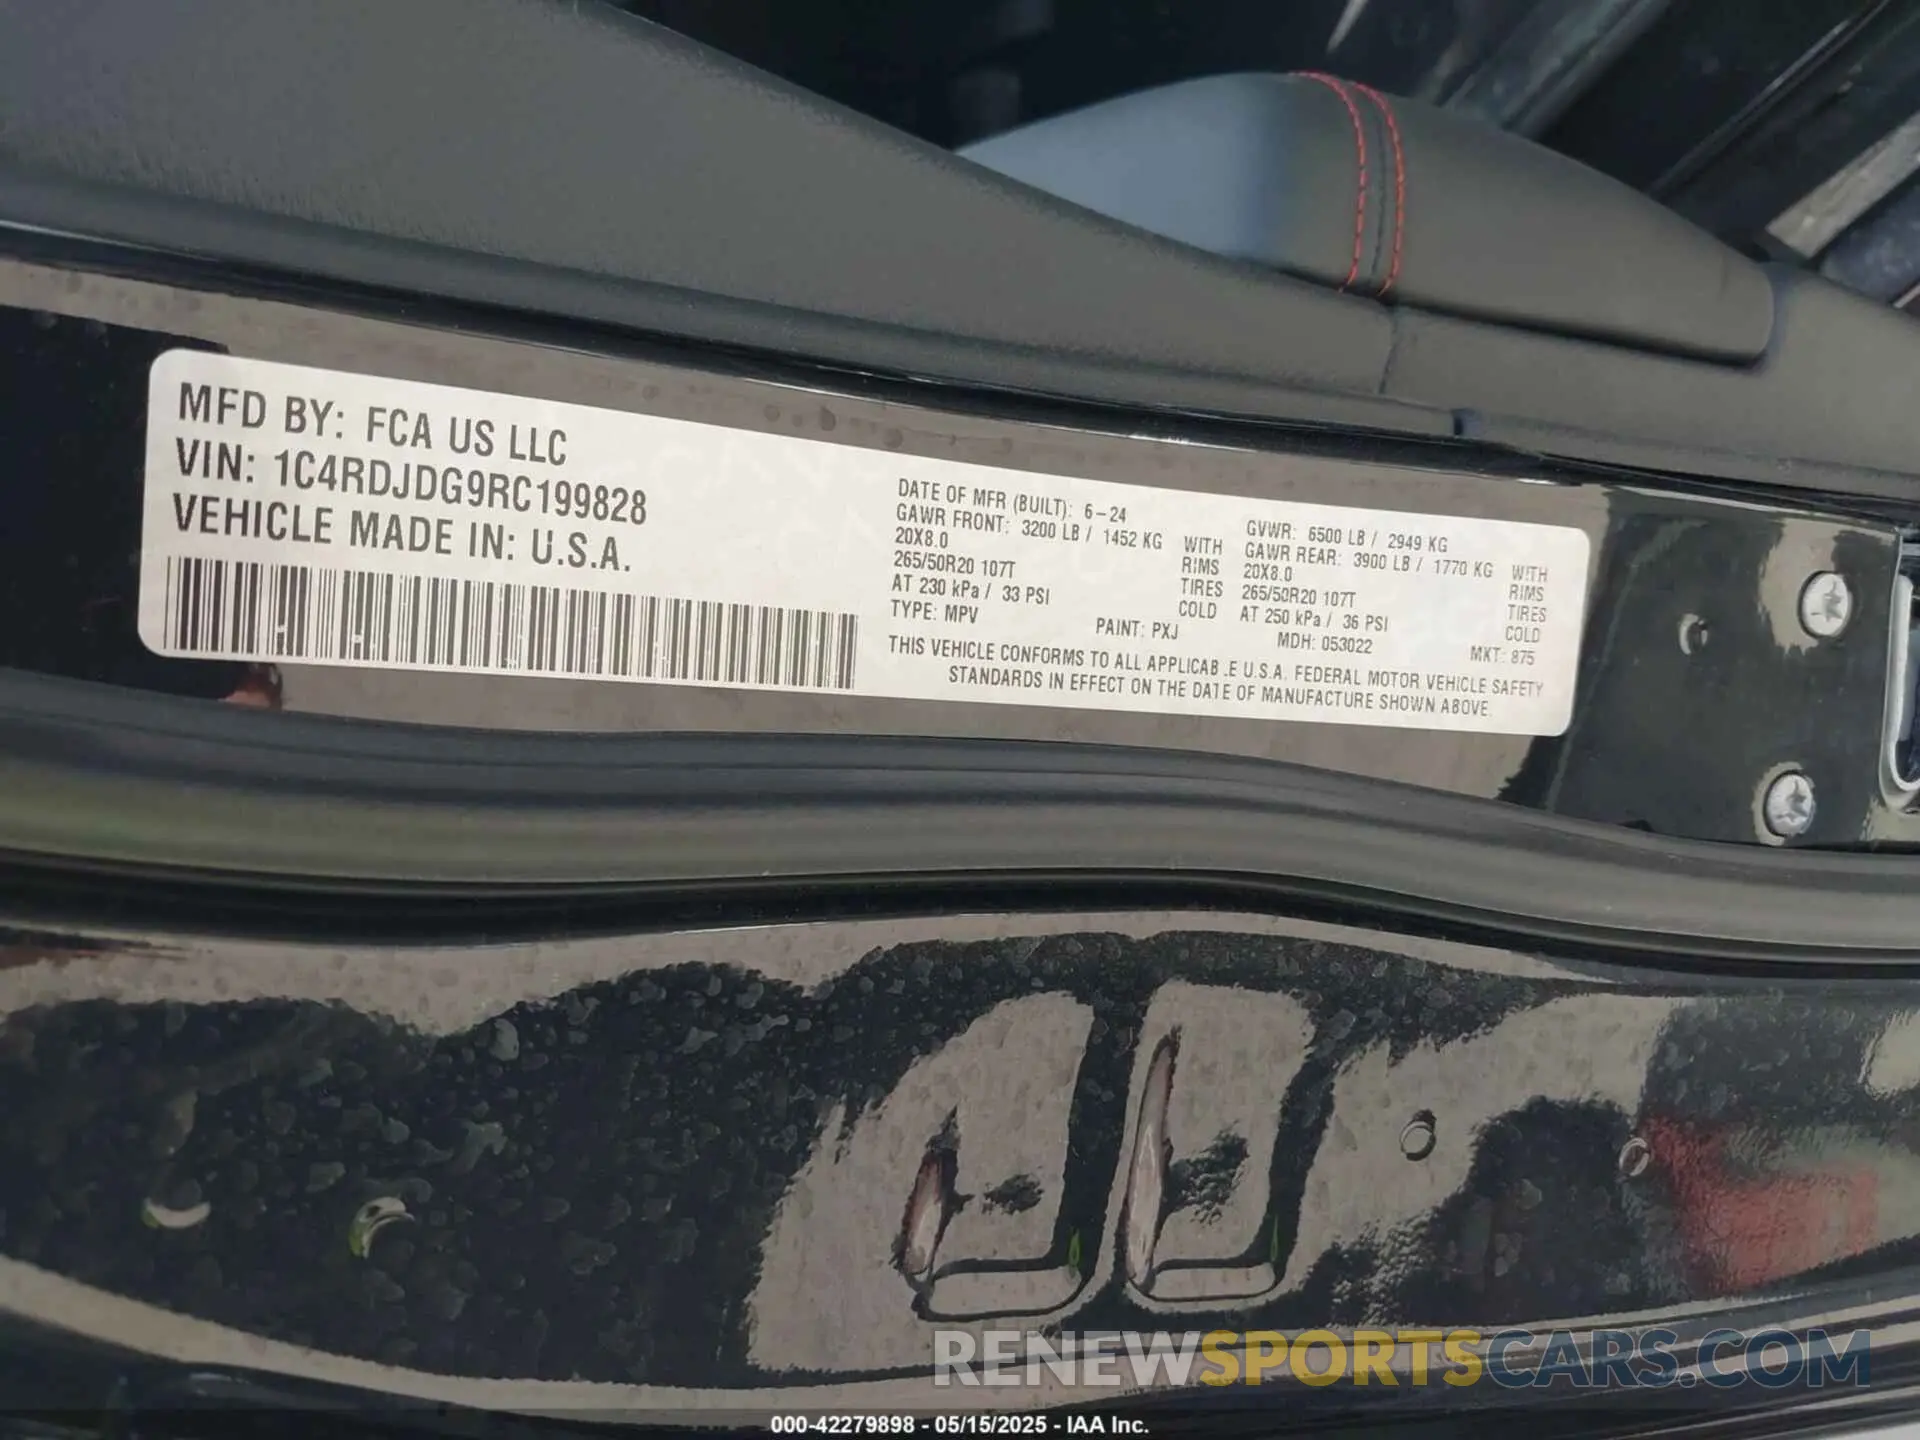 MFD BY: FCA US LLC
VIN: 1C4RDJDG9RC199828
VEHICLE MADE IN: U.S.A.
DATE OF MFR (BUILT): 6-24
GAWR FRONT: 3200 LB / 1452 KG WITH
20X8.0 RIMS
265/50R20 107T TIRES
AT 230 kPa / 33 PSI COLD
TYPE: MPV PAINT: PXJ
GVWR: 6500 LB / 2949 KG
GAWR REAR: 3900 LB / 1770 KG WITH
20X8.0 RIMS
265/50R20 107T TIRES
AT 250 kPa / 36 PSI COLD
MDH: 053022 MKT: 875
THIS VEHICLE CONFORMS TO ALL APPLICAB.E U.S.A. FEDERAL MOTOR VEHICLE SAFETY
STANDARDS IN EFFECT ON THE DATE OF MANUFACTURE SHOWN ABOVE.
RENEWSPORTSCARS.COM
000-42279898 - 05/15/2025 - IAA Inc.